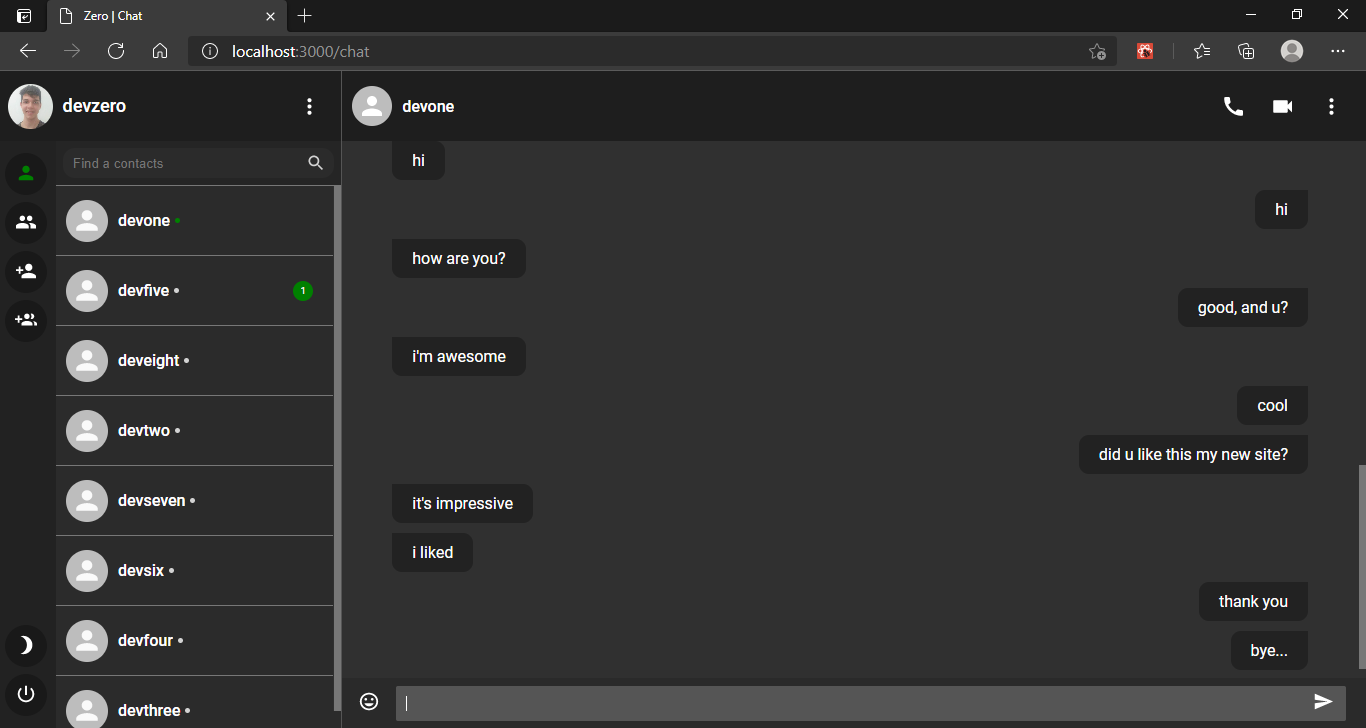 Zero | Chat
localhost:3000/chat
devzero
devone
Find a contacts
devone
devfive
1
deveight
devtwo
devseven
devsix
devfour
devthree
hi
hi
how are you?
good, and u?
i'm awesome
cool
did u like this my new site?
it's impressive
i liked
thank you
bye...